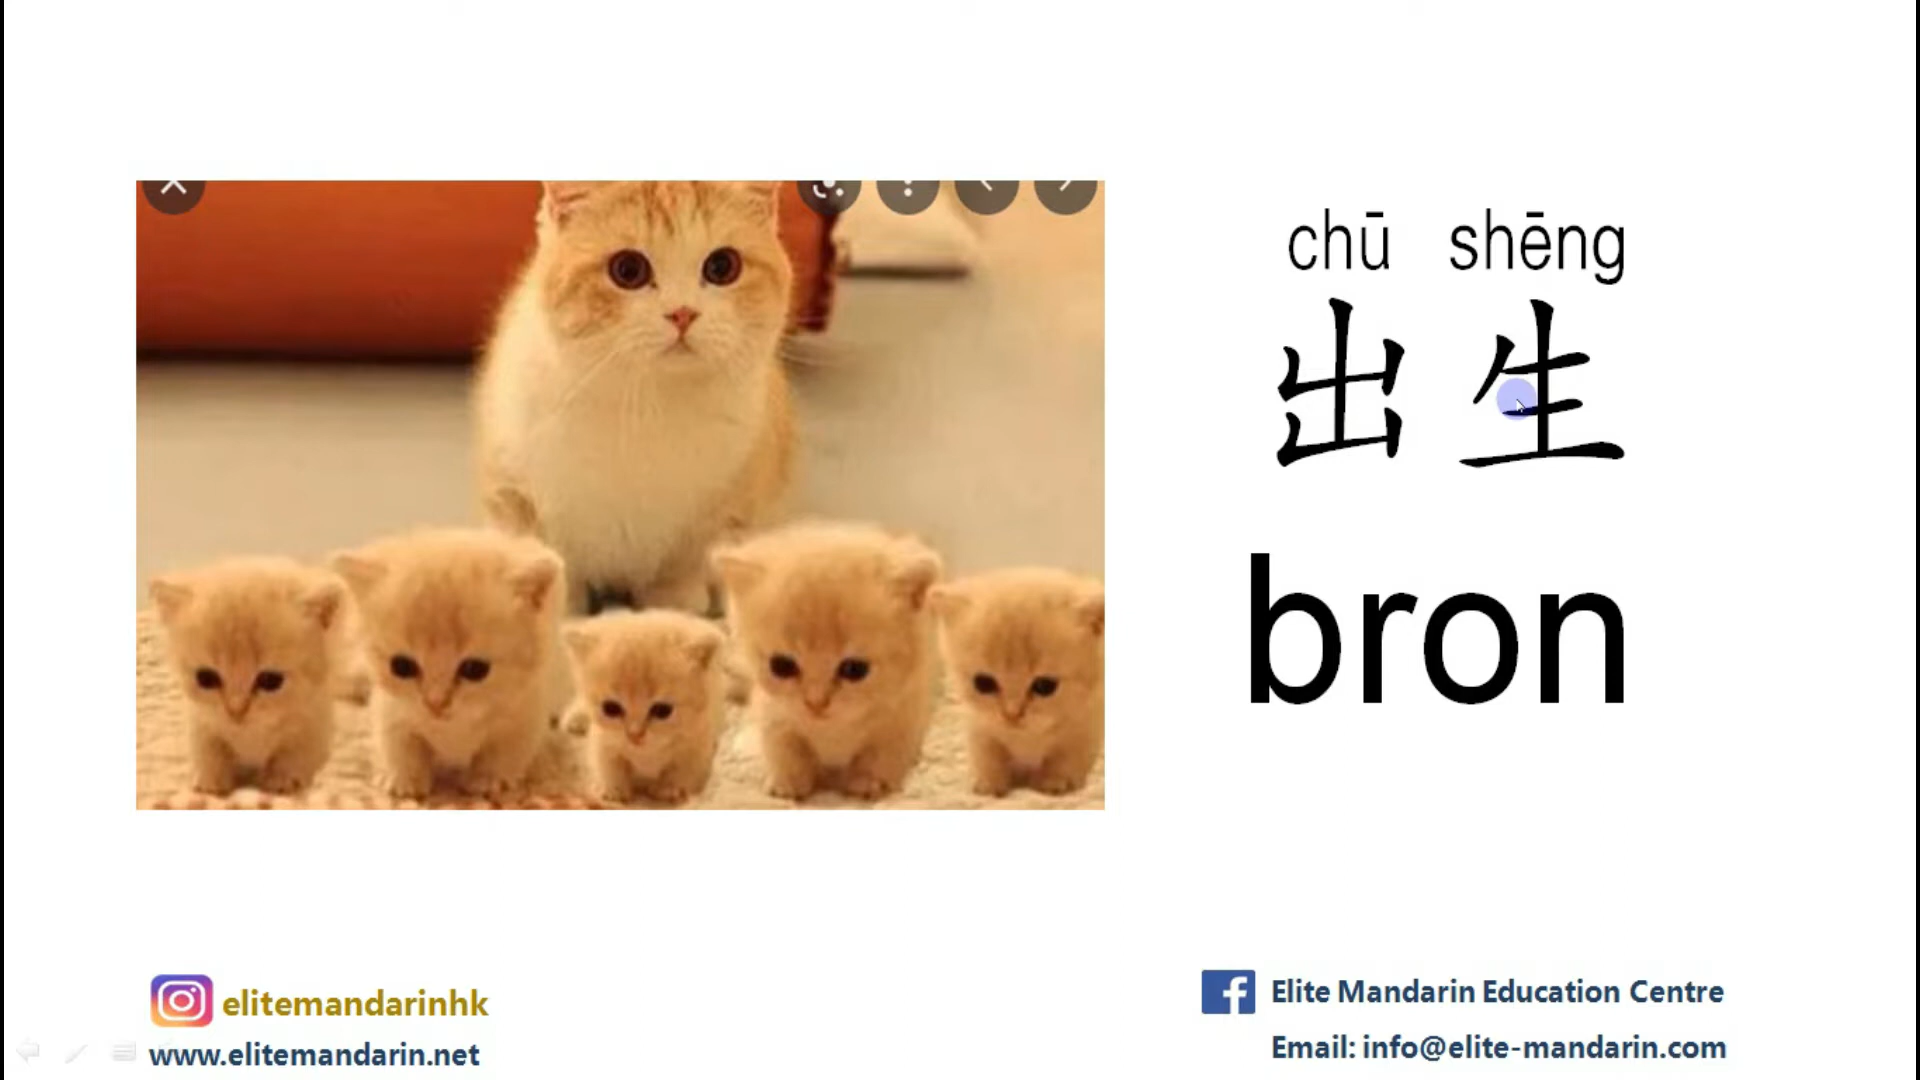 chū shēng
出生
bron
elitemandarinhk
www.elitemandarin.net
Elite Mandarin Education Centre
Email: info@elite-mandarin.com